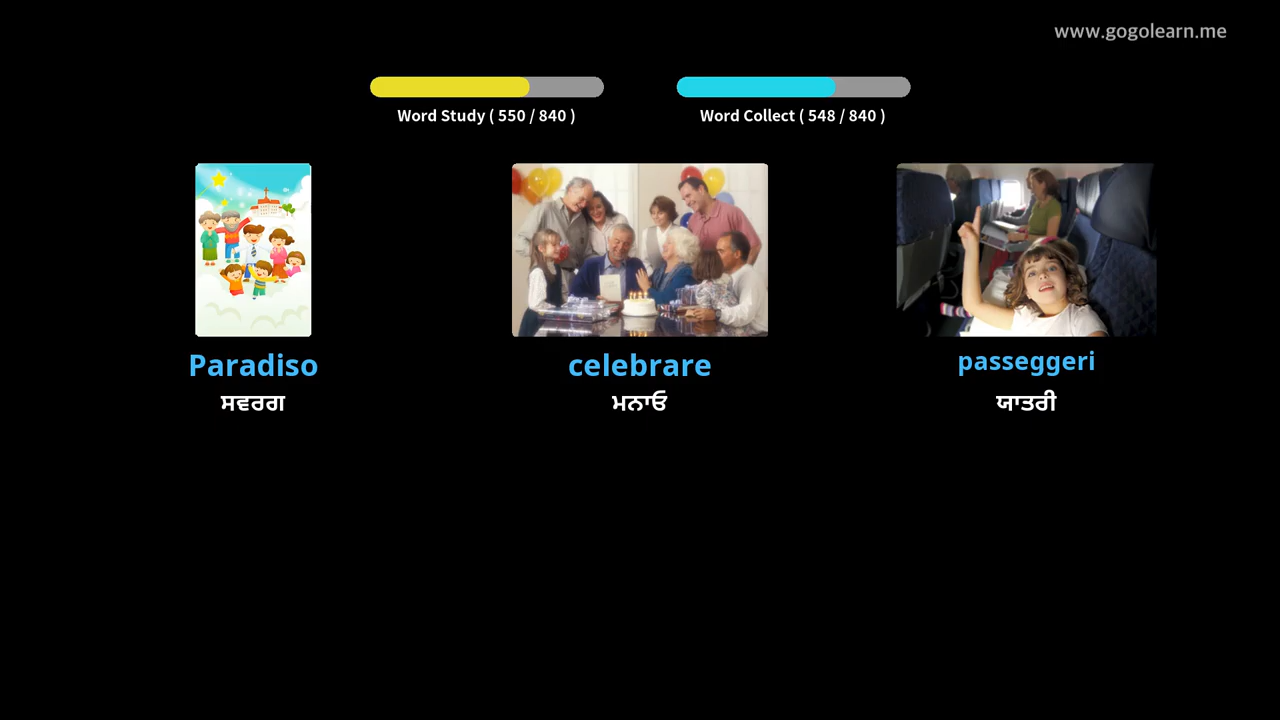 www.gogolearn.me
Word Study ( 550 / 840 )
Word Collect ( 548 / 840 )
Paradiso
celebrare
passeggeri
ਸਵਰਗ
ਮਨਾਓ
ਯਾਤਰੀ